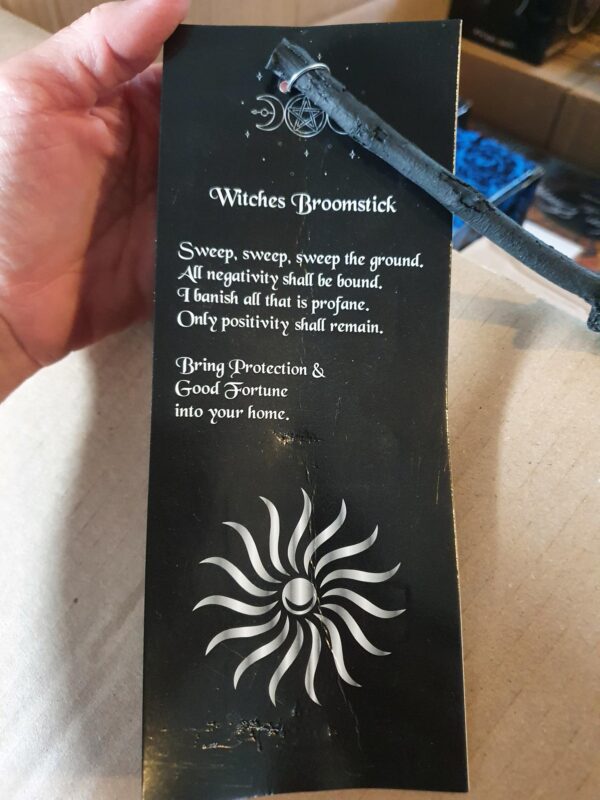 Witches Broomstick
Sweep, sweep, sweep the ground.
All negativity shall be bound.
I banish all that is profane.
Only positivity shall remain.
Bring Protection &
Good Fortune
into your home.